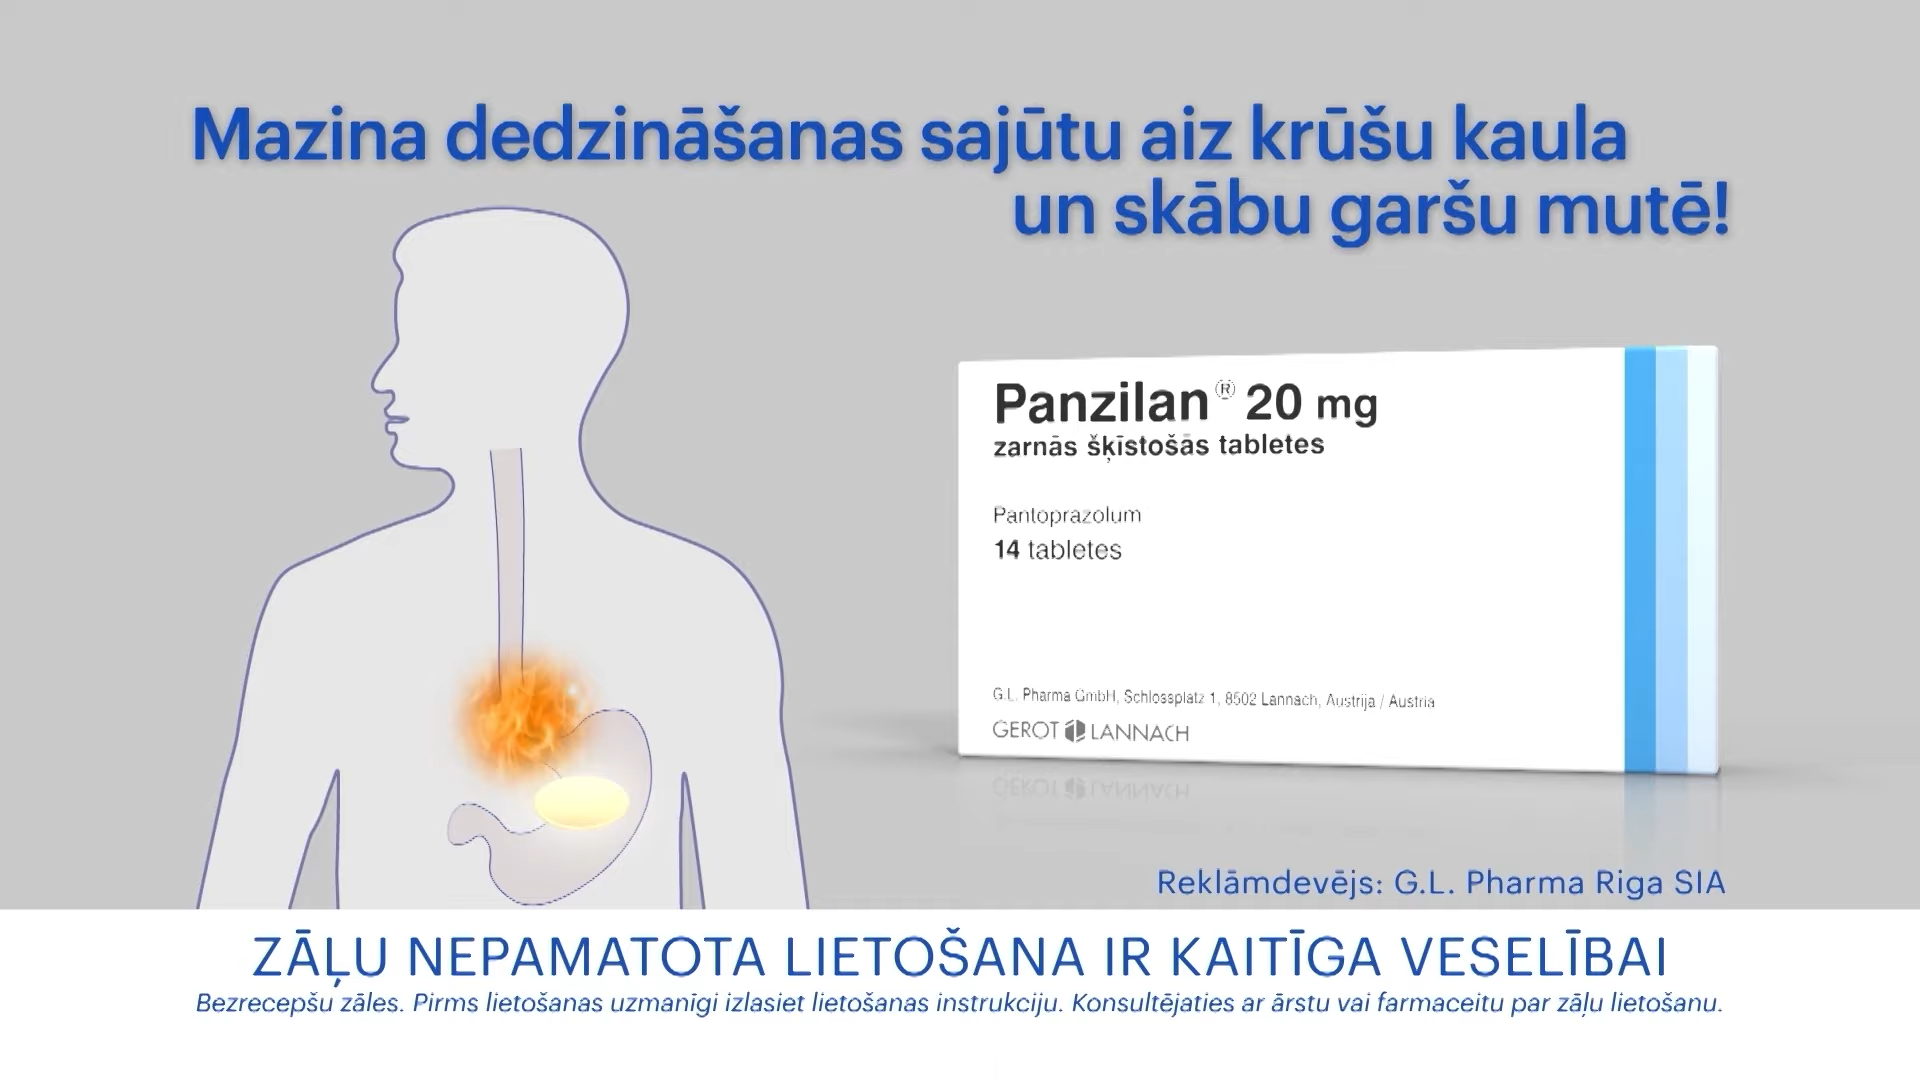 Mazina dedzināšanas sajūtu aiz krūšu kaula
un skābu garšu mutē!
Panzilan® 20 mg
zarnās šķīstošās tabletes
Pantoprazolum
14 tabletes
G.L. Pharma GmbH, Schlossplatz 1, 8502 Lannach, Austrija / Austria
GEROT LANNACH
Reklāmdevējs: G.L. Pharma Riga SIA
ZĀĻU NEPAMATOTA LIETOŠANA IR KAITĪGA VESELĪBAI
Bezrecepšu zāles. Pirms lietošanas uzmanīgi izlasiet lietošanas instrukciju. Konsultējaties ar ārstu vai farmaceitu par zāļu lietošanu.